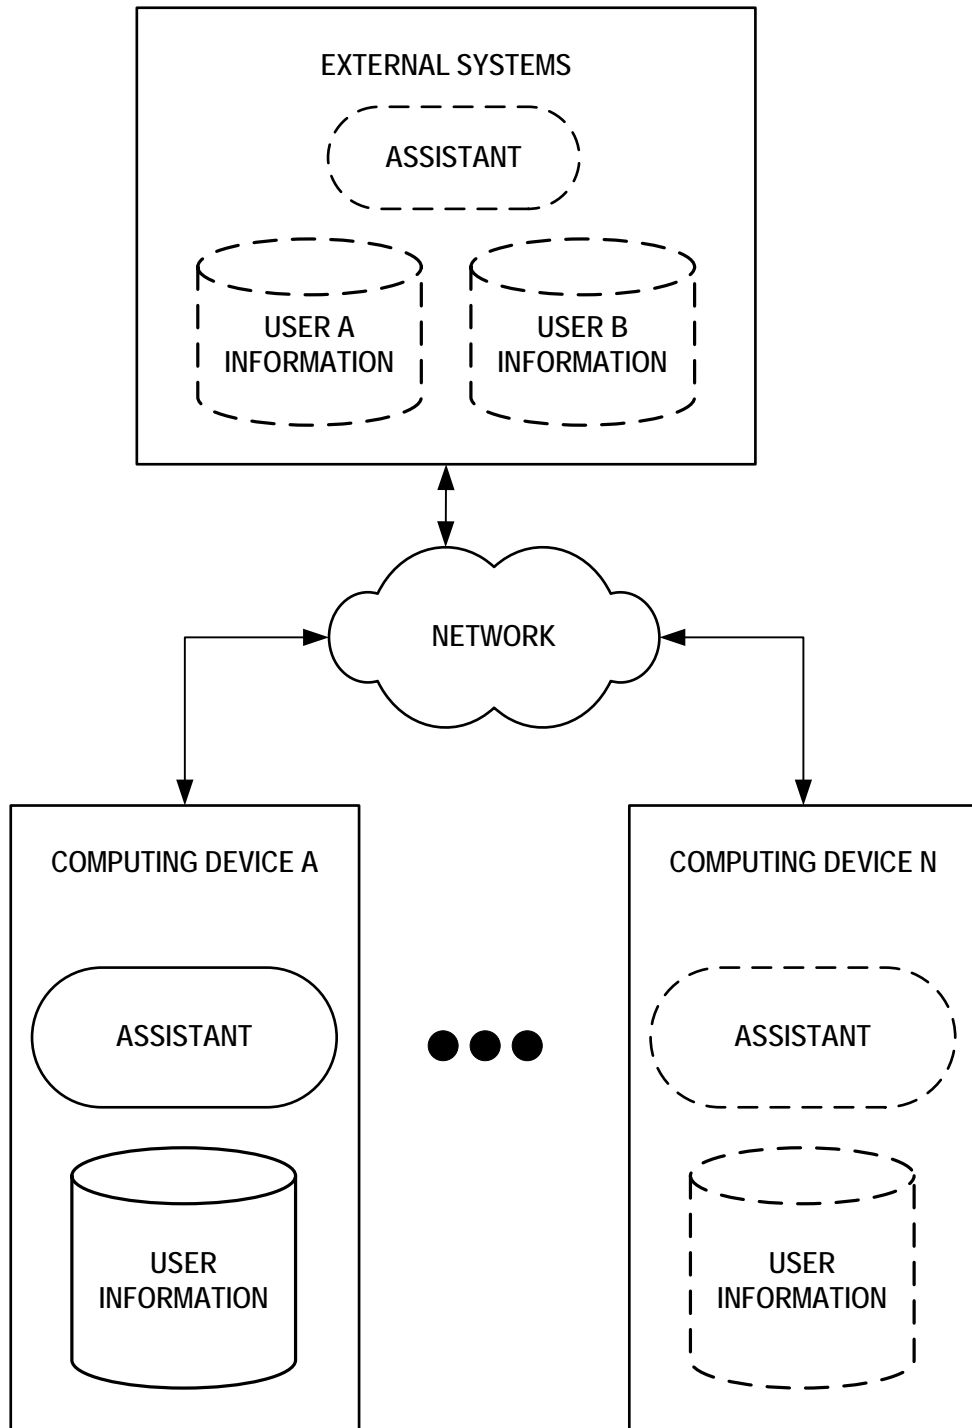 EXTERNAL SYSTEMS
ASSISTANT
USER A
INFORMATION
USER B
INFORMATION
NETWORK
COMPUTING DEVICE A
ASSISTANT
USER
INFORMATION
COMPUTING DEVICE N
ASSISTANT
USER
INFORMATION